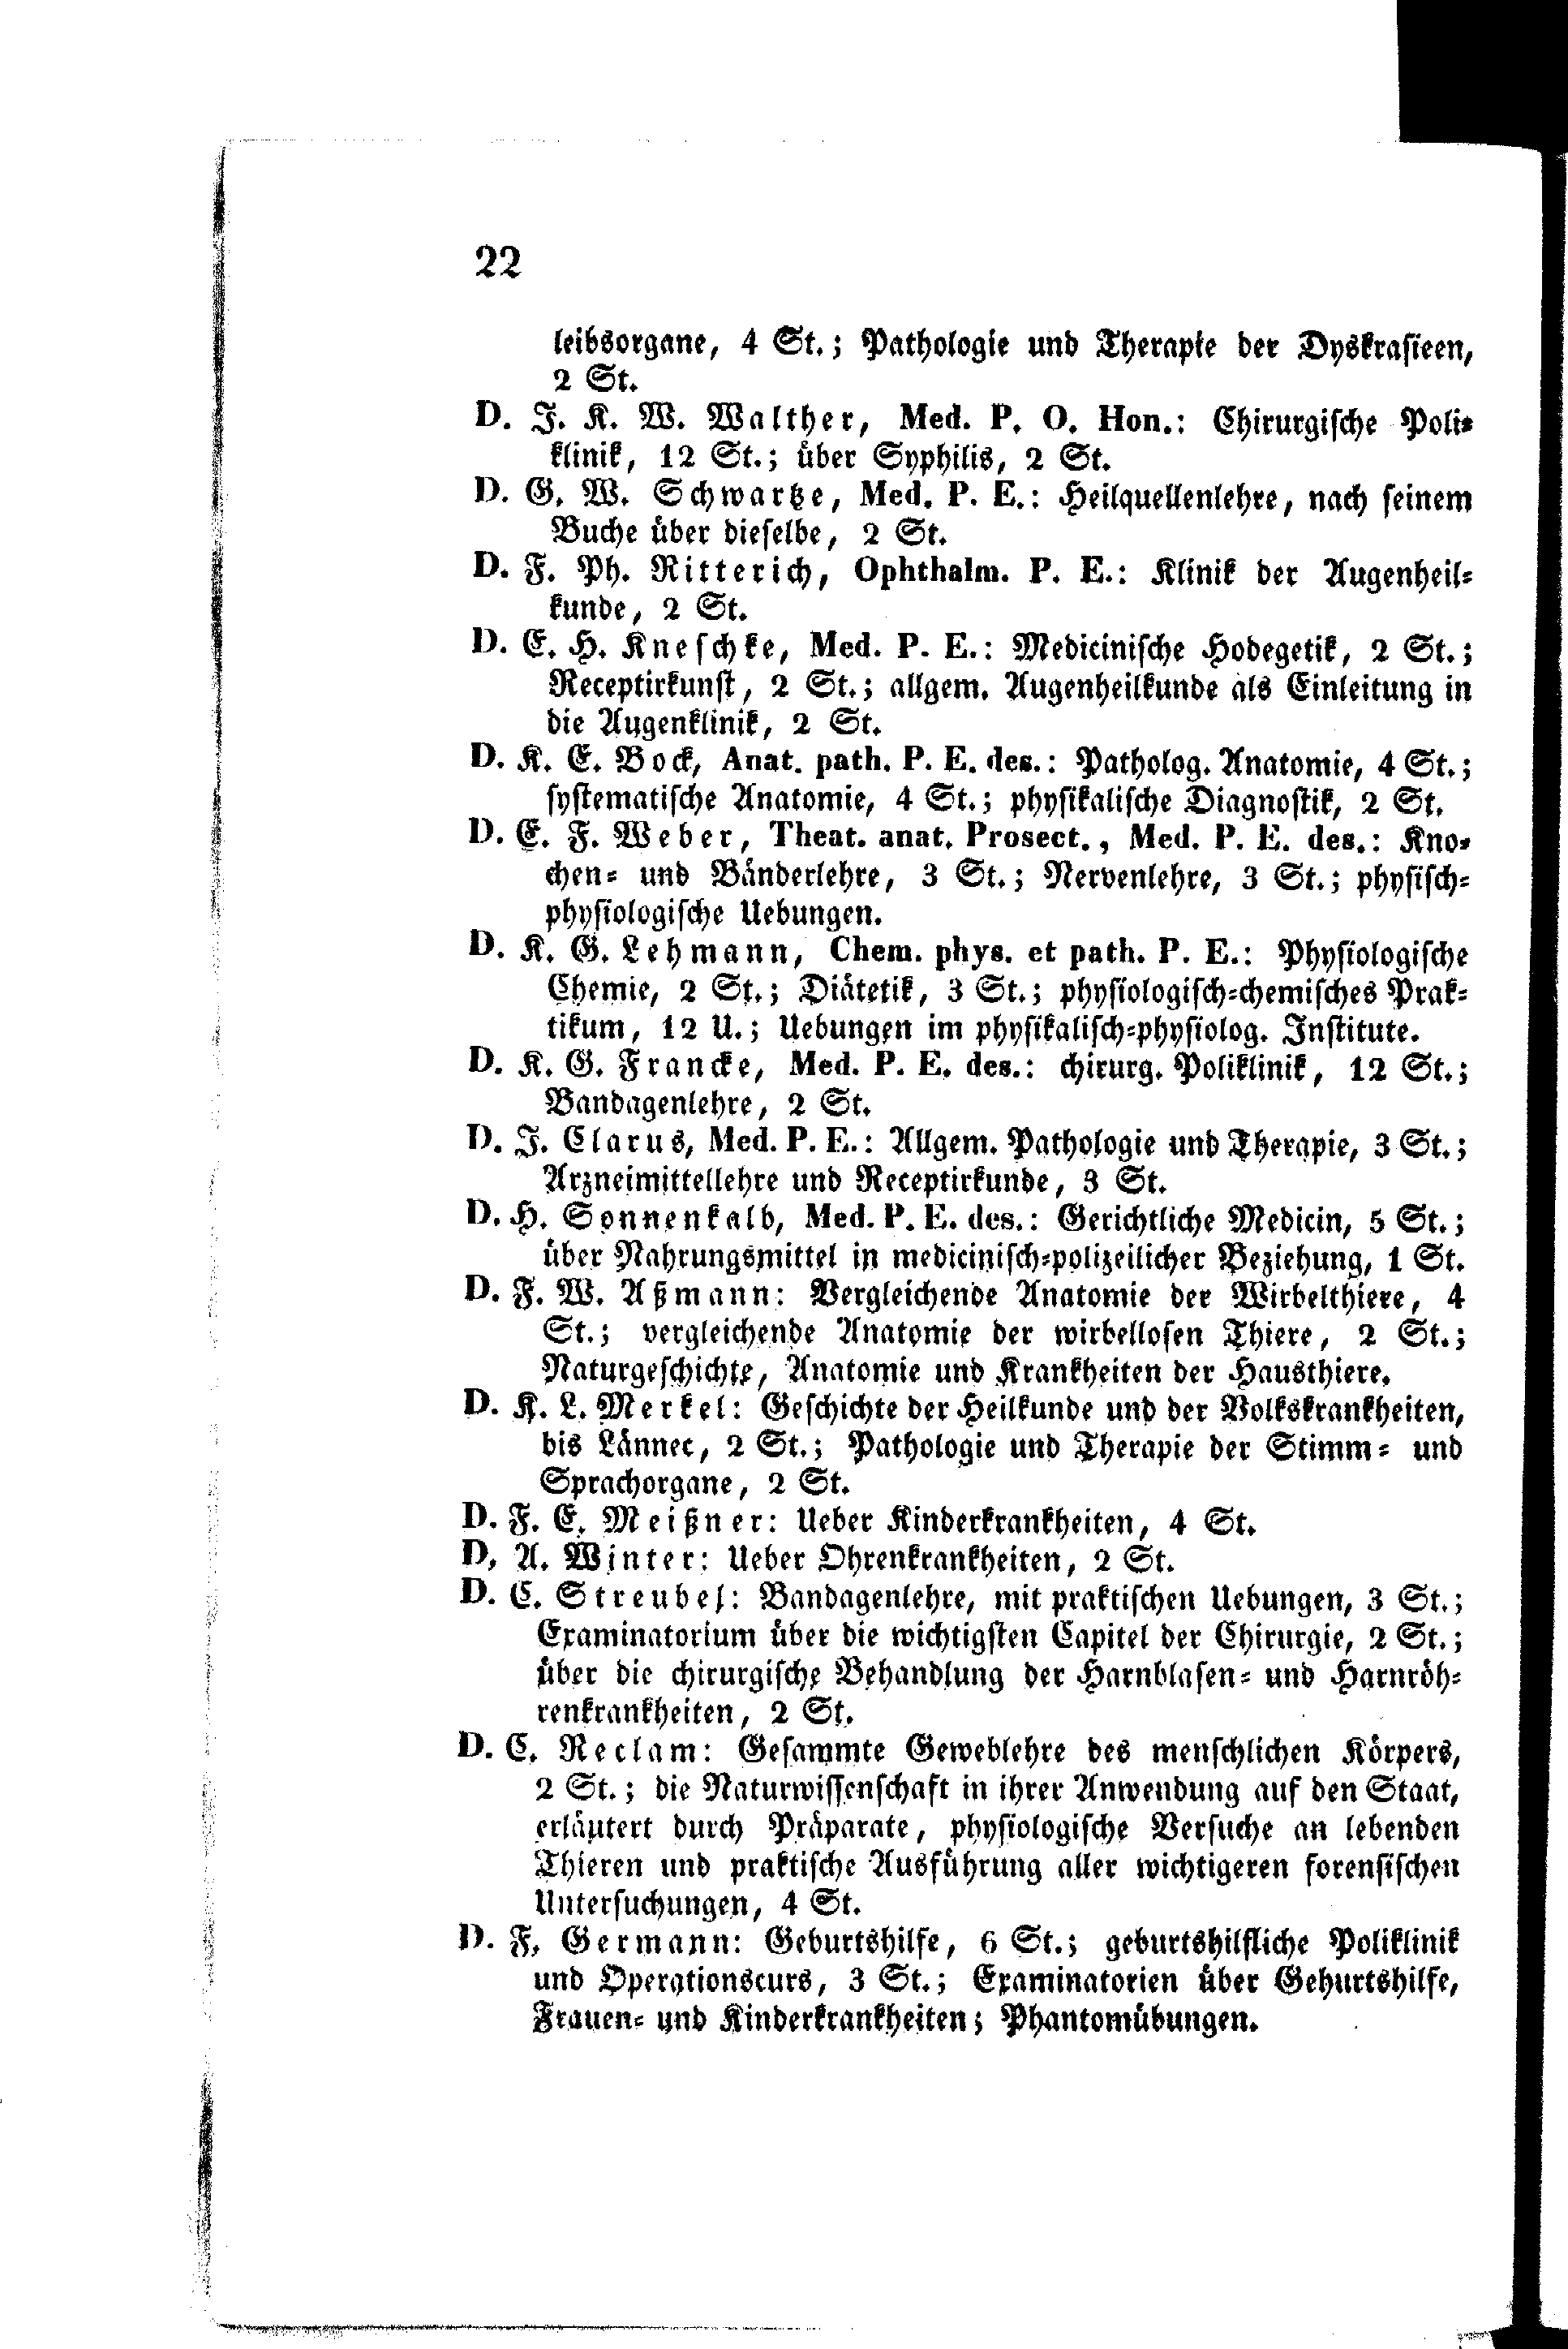 22
leibsorgane, 4 St.; Pathologie und Therapie der Dyskrasieen,
2 St.
D. J. K. W. Walther, Med. P. O. Hon.: Chirurgische Poli-
klinik, 12 St.; über Syphilis, 2 St.
D. G. W. Schwartze, Med. P. E.: Heilquellenlehre, nach seinem
Buche über dieselbe, 2 St.
D. F. Ph. Ritterich, Ophthalm. P. E.: Klinik der Augenheil-
kunde, 2 St.
D. E. H. Kneschke, Med. P. E.: Medicinische Hodegetik, 2 St.;
Receptirkunst, 2 St.; allgem. Augenheilkunde als Einleitung in
die Augenklinik, 2 St.
D. K. E. Bock, Anat. path. P. E. des.: Patholog. Anatomie, 4 St.;
systematische Anatomie, 4 St.; physikalische Diagnostik, 2 St.
D. E. F. Weber, Theat. anat. Prosect., Med. P. E. des.: Kno-
chen- und Bänderlehre, 3 St.; Nervenlehre, 3 St.; physisch-
physiologische Uebungen.
D. K. G. Lehmann, Chem. phys. et path. P. E.: Physiologische
Chemie, 2 St.; Diätetik, 3 St.; physiologisch-chemisches Prak-
tikum, 12 U.; Uebungen im physikalisch-physiolog. Institute.
D. K. G. Francke, Med. P. E. des.: chirurg. Poliklinik, 12 St.;
Bandagenlehre, 2 St.
D. J. Clarus, Med. P. E.: Allgem. Pathologie und Therapie, 3 St.;
Arzneimittellehre und Receptirkunde, 3 St.
D. H. Sonnenkalb, Med. P. E. des.: Gerichtliche Medicin, 5 St.;
über Nahrungsmittel in medicinisch-polizeilicher Beziehung, 1 St.
D. F. W. Aßmann: Vergleichende Anatomie der Wirbelthiere, 4
St.; vergleichende Anatomie der wirbellosen Thiere, 2 St.;
Naturgeschichte, Anatomie und Krankheiten der Hausthiere.
D. K. L. Merkel: Geschichte der Heilkunde und der Volkskrankheiten,
bis Lännec, 2 St.; Pathologie und Therapie der Stimm- und
Sprachorgane, 2 St.
D. F. E. Meißner: Ueber Kinderkrankheiten, 4 St.
D. A. Winter: Ueber Ohrenkrankheiten, 2 St.
D. C. Streubel: Bandagenlehre, mit praktischen Uebungen, 3 St.;
Examinatorium über die wichtigsten Capitel der Chirurgie, 2 St.;
über die chirurgische Behandlung der Harnblasen- und Harnröh-
renkrankheiten, 2 St.
D. C. Reclam: Gesammte Geweblehre des menschlichen Körpers,
2 St.; die Naturwissenschaft in ihrer Anwendung auf den Staat,
erläutert durch Präparate, physiologische Versuche an lebenden
Thieren und praktische Ausführung aller wichtigeren forensischen
Untersuchungen, 4 St.
D. F. Germann: Geburtshilfe, 6 St.; geburtshilfliche Poliklinik
und Operationscurs, 3 St.; Examinatorien über Geburtshilfe,
Frauen- und Kinderkrankheiten; Phantomübungen.